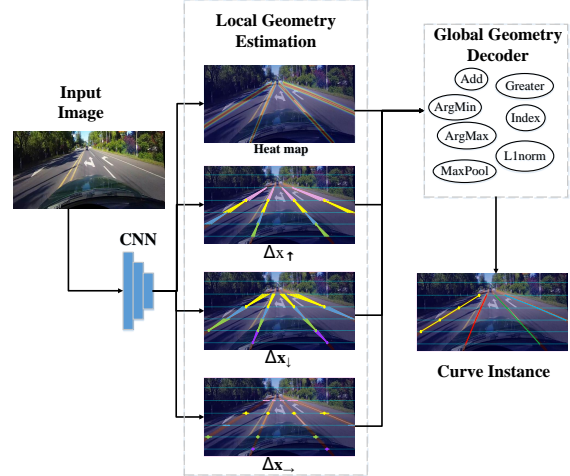 Local Geometry
Estimation
Global Geometry
Decoder
Add
Greater
ArgMin
Index
ArgMax
L1norm
MaxPool
Input
Image
Heat map
CNN
Δx↑
Δx↓
Δx→
Curve Instance